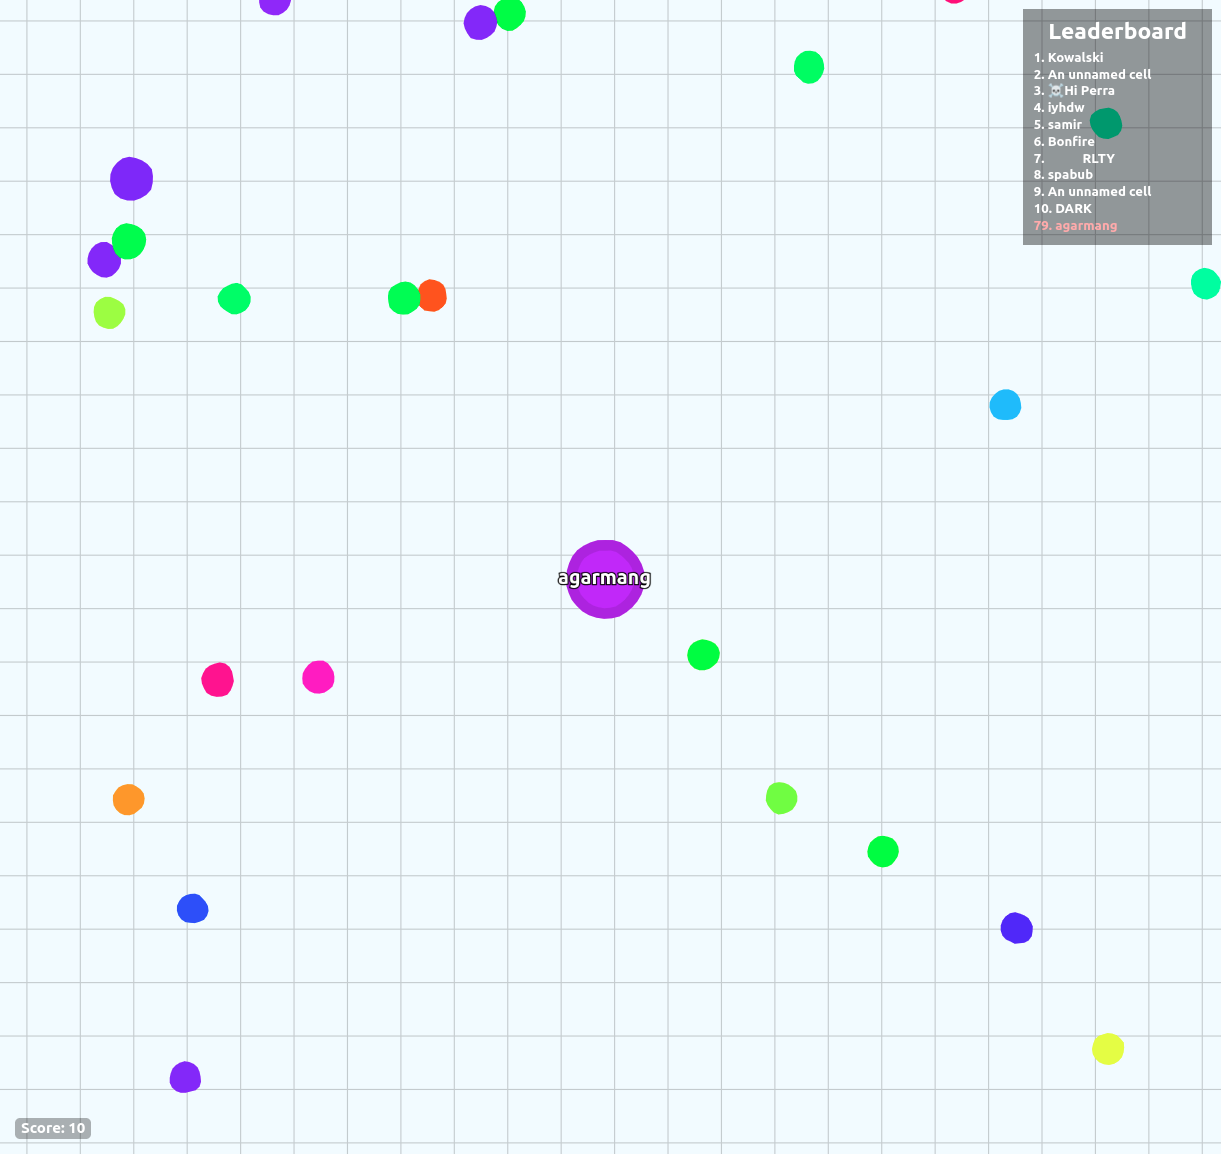 Leaderboard
1. Kowalski
2. An unnamed cell
3. ☠️Hi Perra
4. iyhdw
5. samir
6. Bonfire
7. RLTY
8. spabub
9. An unnamed cell
10. DARK
79. agarmang
agarmang
Score: 10